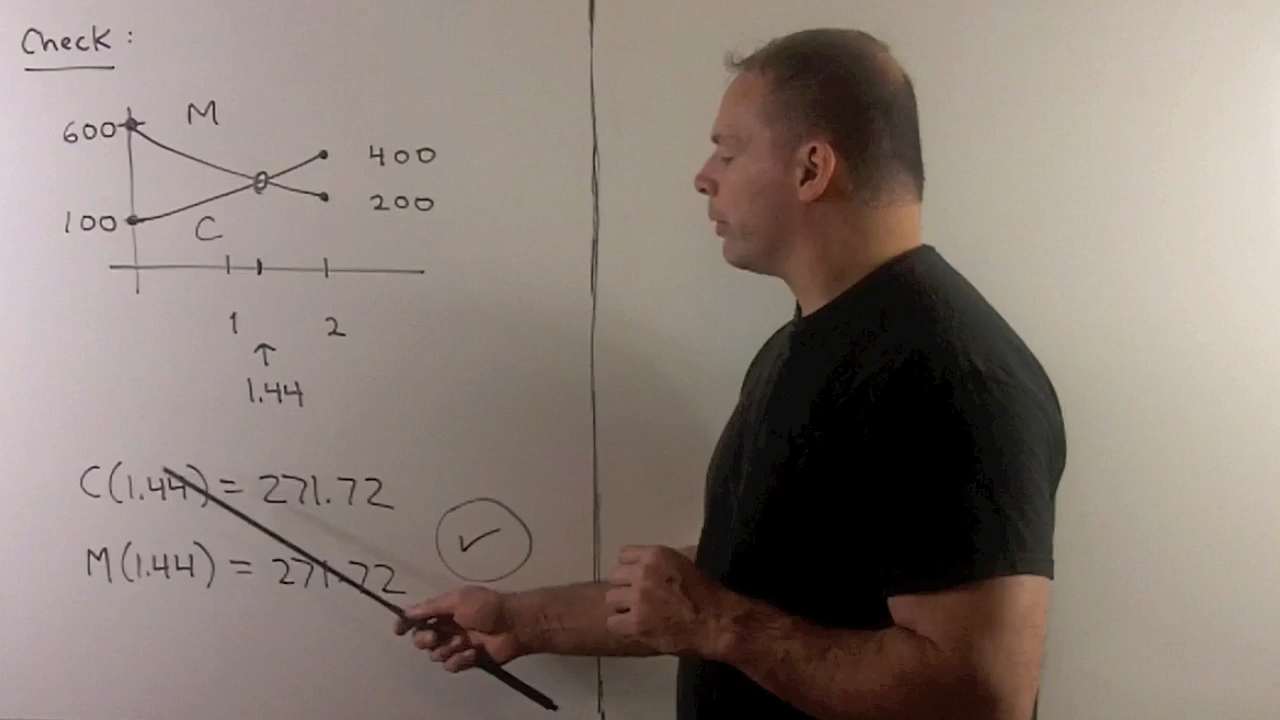 Check :
600 M 400
100 C 200
1 2
↑
1.44
C(1.44) = 271.72
M(1.44) = 271.72 ✓